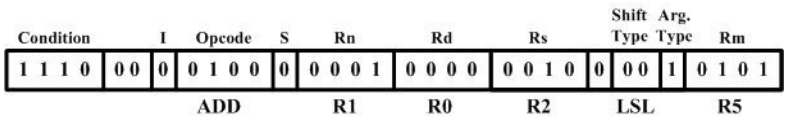 Shift Arg.
Condition I Opcode S Rn Rd Rs Type Type Rm
1 1 1 0 0 0 0 0 1 0 0 0 0 0 0 1 0 0 0 0 0 0 1 0 0 0 0 1 0 1 0 1
ADD R1 R0 R2 LSL R5